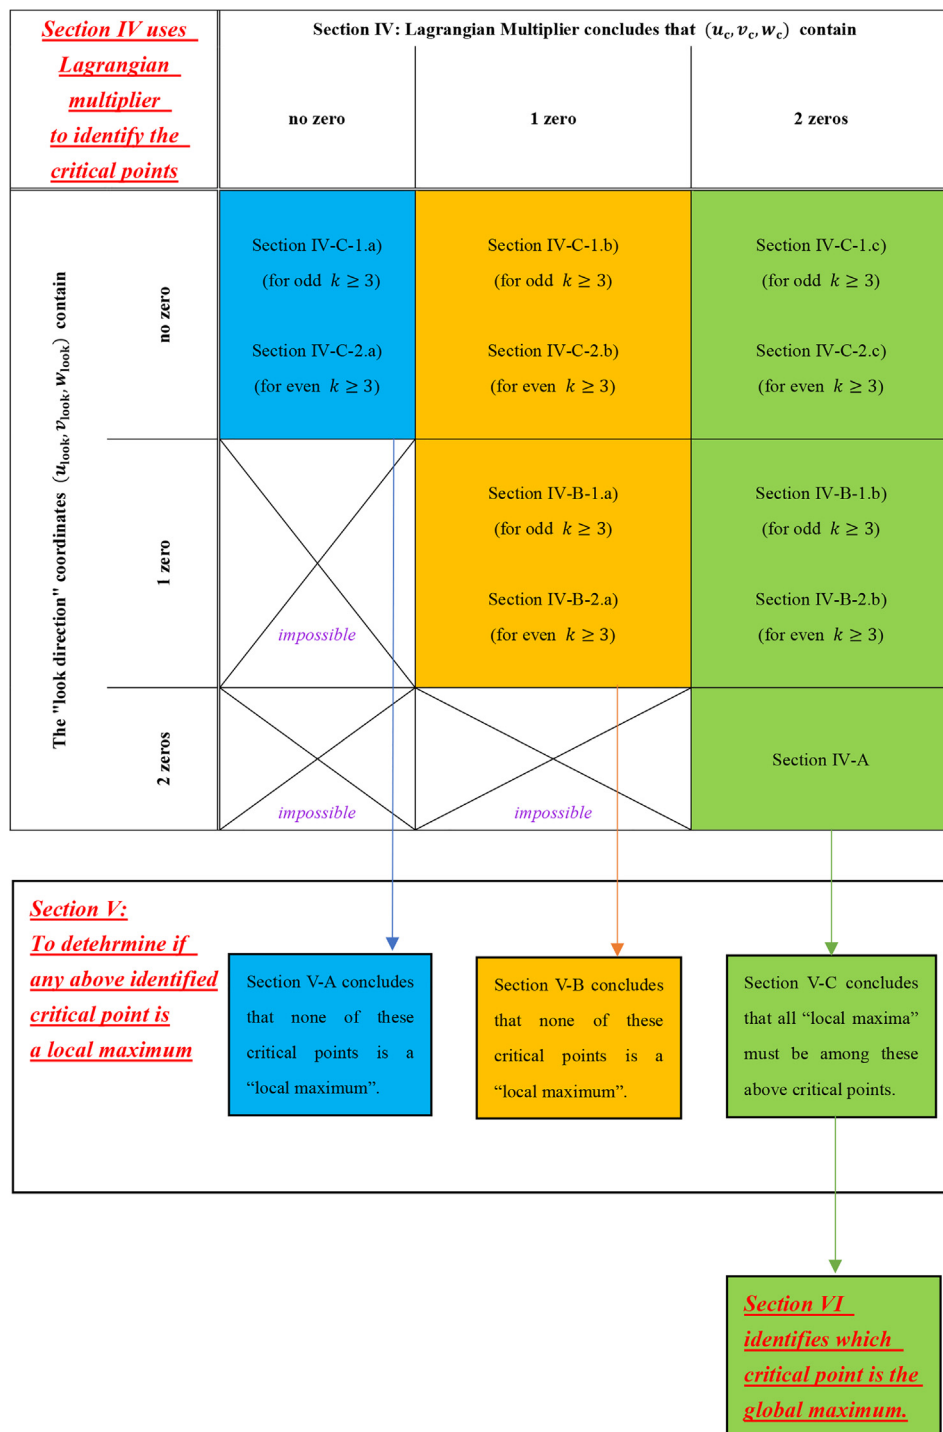 Section IV uses
Lagrangian
multiplier
to identify the
critical points
Section IV: Lagrangian Multiplier concludes that (u_c, v_c, w_c) contain
no zero
1 zero
2 zeros
The "look direction" coordinates (u_look, v_look, w_look) contain
no zero
Section IV-C-1.a)
(for odd k ≥ 3)
Section IV-C-2.a)
(for even k ≥ 3)
Section IV-C-1.b)
(for odd k ≥ 3)
Section IV-C-2.b)
(for even k ≥ 3)
Section IV-C-1.c)
(for odd k ≥ 3)
Section IV-C-2.c)
(for even k ≥ 3)
1 zero
impossible
Section IV-B-1.a)
(for odd k ≥ 3)
Section IV-B-2.a)
(for even k ≥ 3)
Section IV-B-1.b)
(for odd k ≥ 3)
Section IV-B-2.b)
(for even k ≥ 3)
2 zeros
impossible
impossible
Section IV-A
Section V:
To detehrmine if
any above identified
critical point is
a local maximum
Section V-A concludes
that none of these
critical points is a
“local maximum”.
Section V-B concludes
that none of these
critical points is a
“local maximum”.
Section V-C concludes
that all “local maxima”
must be among these
above critical points.
Section VI
identifies which
critical point is the
global maximum.